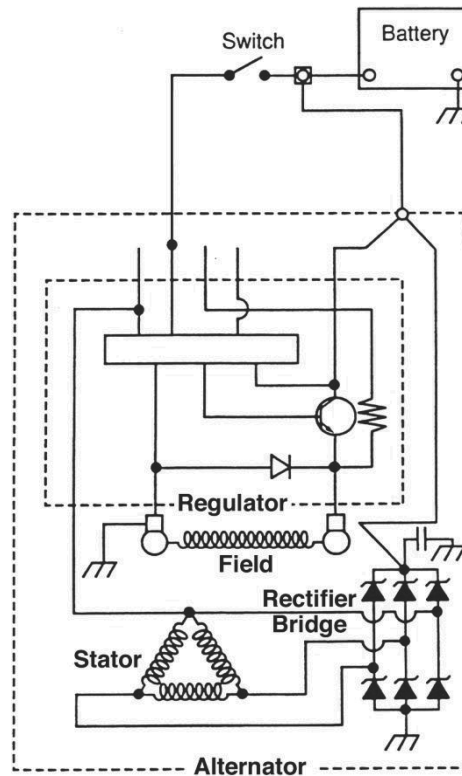 Switch
Battery
Regulator
Field
Rectifier
Bridge
Stator
Alternator